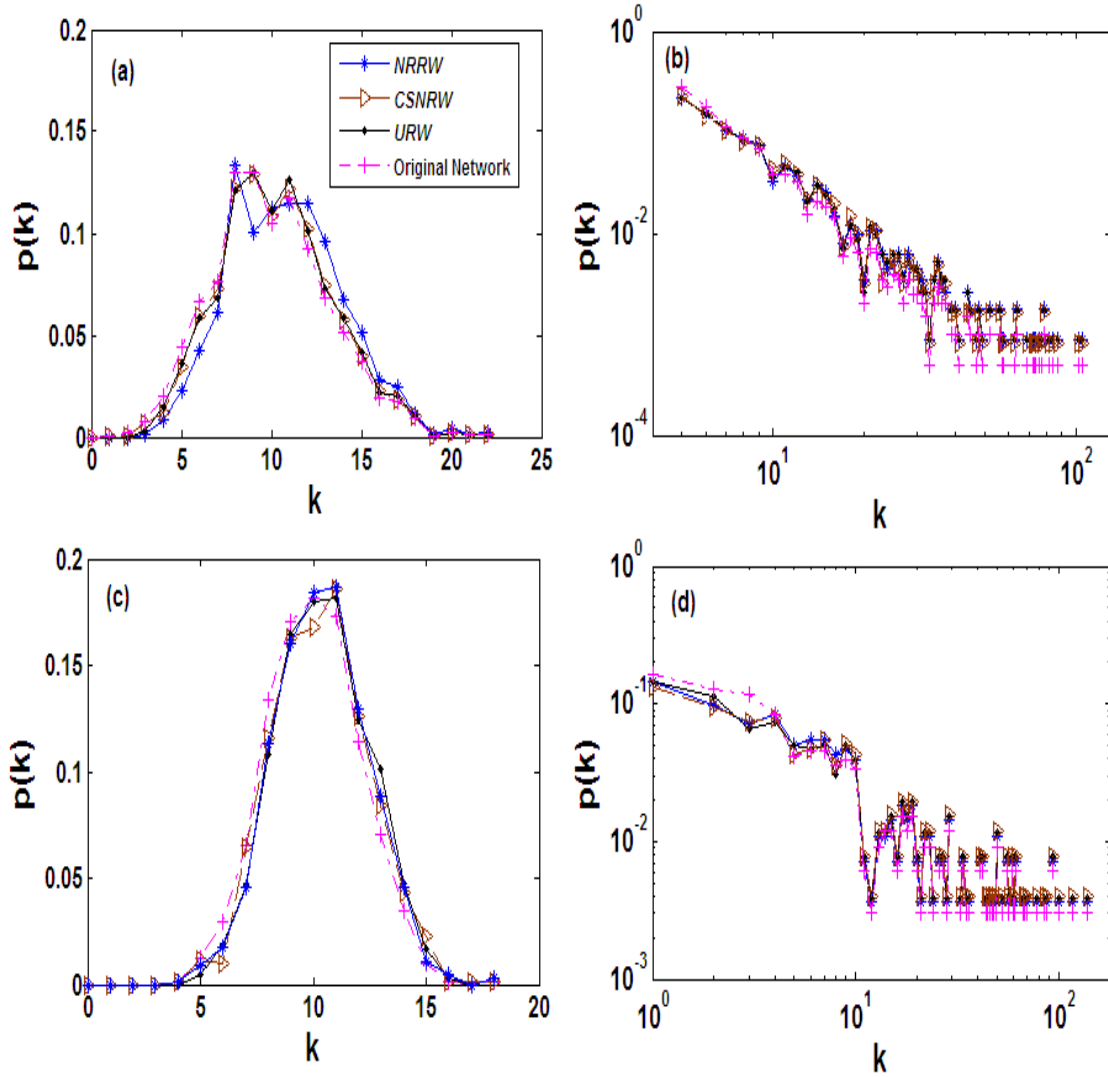 (a)
NRRW
CSNRW
URW
Original Network
0.2
0.15
0.1
0.05
0
0 5 10 15 20 25
p(k)
k
(b)
10^0
10^-2
10^-4
10^1 10^2
p(k)
k
(c)
0.2
0.15
0.1
0.05
0
0 5 10 15 20
p(k)
k
(d)
10^0
10^-1
10^-2
10^-3
10^0 10^1 10^2
p(k)
k